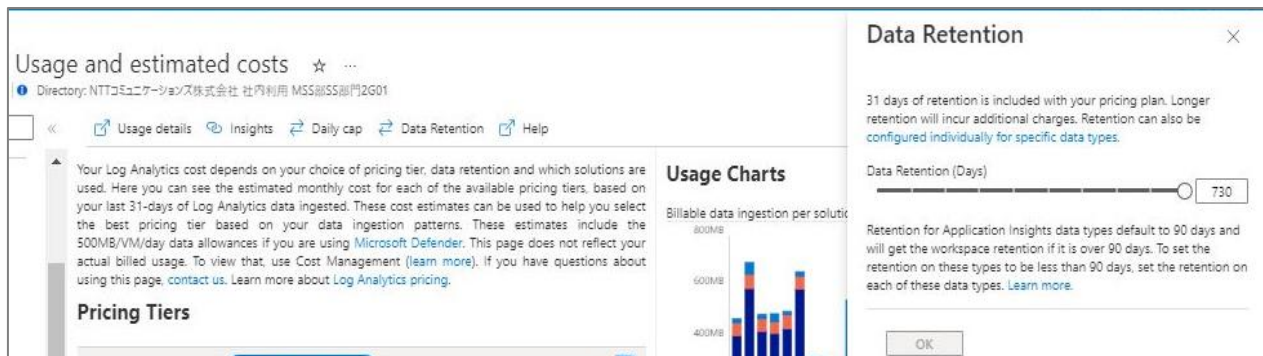 Usage and estimated costs
Directory: NTTコミュニケーションズ株式会社 社内利用 MSS部SS部門2G01
Usage details Insights Daily cap Data Retention Help
Your Log Analytics cost depends on your choice of pricing tier, data retention and which solutions are
used. Here you can see the estimated monthly cost for each of the available pricing tiers, based on
your last 31-days of Log Analytics data ingested. These cost estimates can be used to help you select
the best pricing tier based on your data ingestion patterns. These estimates include the
500MB/VM/day data allowances if you are using Microsoft Defender. This page does not reflect your
actual billed usage. To view that, use Cost Management (learn more). If you have questions about
using this page, contact us. Learn more about Log Analytics pricing.
Pricing Tiers
Usage Charts
Billable data ingestion per solutic
800MB
600MB
400MB
Data Retention
31 days of retention is included with your pricing plan. Longer
retention will incur additional charges. Retention can also be
configured individually for specific data types.
Data Retention (Days)
730
Retention for Application Insights data types default to 90 days and
will get the workspace retention if it is over 90 days. To set the
retention on these types to be less than 90 days, set the retention on
each of these data types. Learn more.
OK